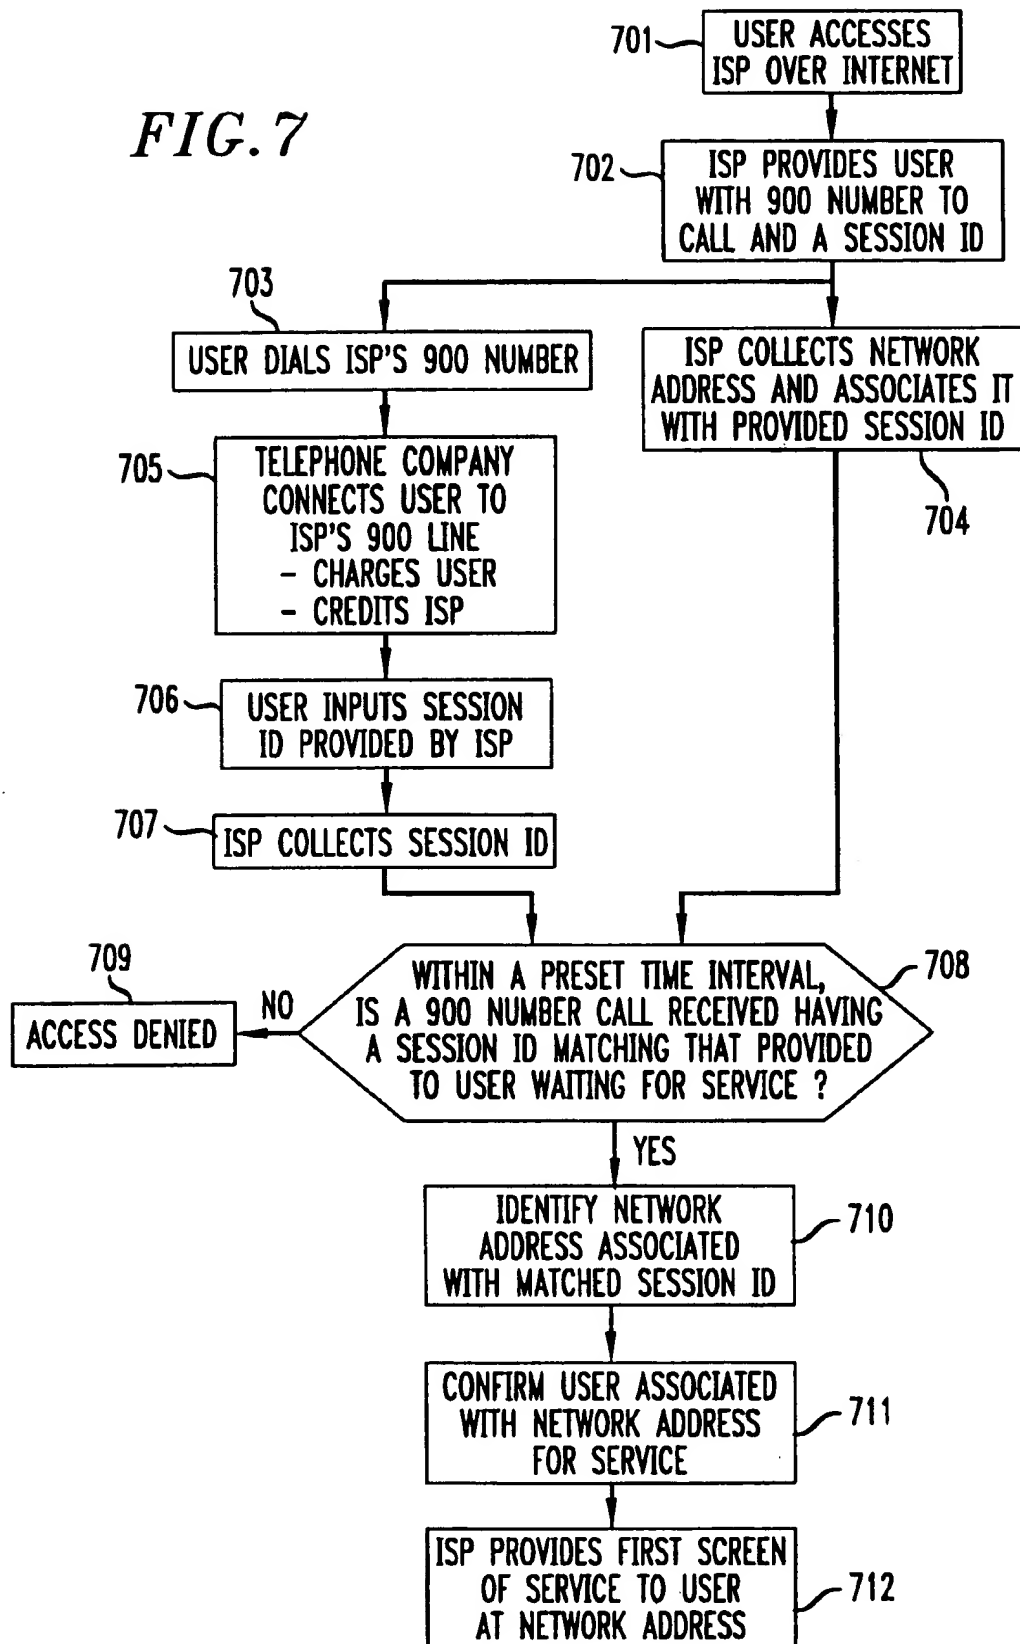 FIG. 7
701
USER ACCESSES
ISP OVER INTERNET
702
ISP PROVIDES USER
WITH 900 NUMBER TO
CALL AND A SESSION ID
703
USER DIALS ISP'S 900 NUMBER
ISP COLLECTS NETWORK
ADDRESS AND ASSOCIATES IT
WITH PROVIDED SESSION ID
704
705
TELEPHONE COMPANY
CONNECTS USER TO
ISP'S 900 LINE
- CHARGES USER
- CREDITS ISP
706
USER INPUTS SESSION
ID PROVIDED BY ISP
707
ISP COLLECTS SESSION ID
708
WITHIN A PRESET TIME INTERVAL,
IS A 900 NUMBER CALL RECEIVED HAVING
A SESSION ID MATCHING THAT PROVIDED
TO USER WAITING FOR SERVICE ?
NO
709
ACCESS DENIED
YES
IDENTIFY NETWORK
ADDRESS ASSOCIATED
WITH MATCHED SESSION ID
710
CONFIRM USER ASSOCIATED
WITH NETWORK ADDRESS
FOR SERVICE
711
ISP PROVIDES FIRST SCREEN
OF SERVICE TO USER
AT NETWORK ADDRESS
712